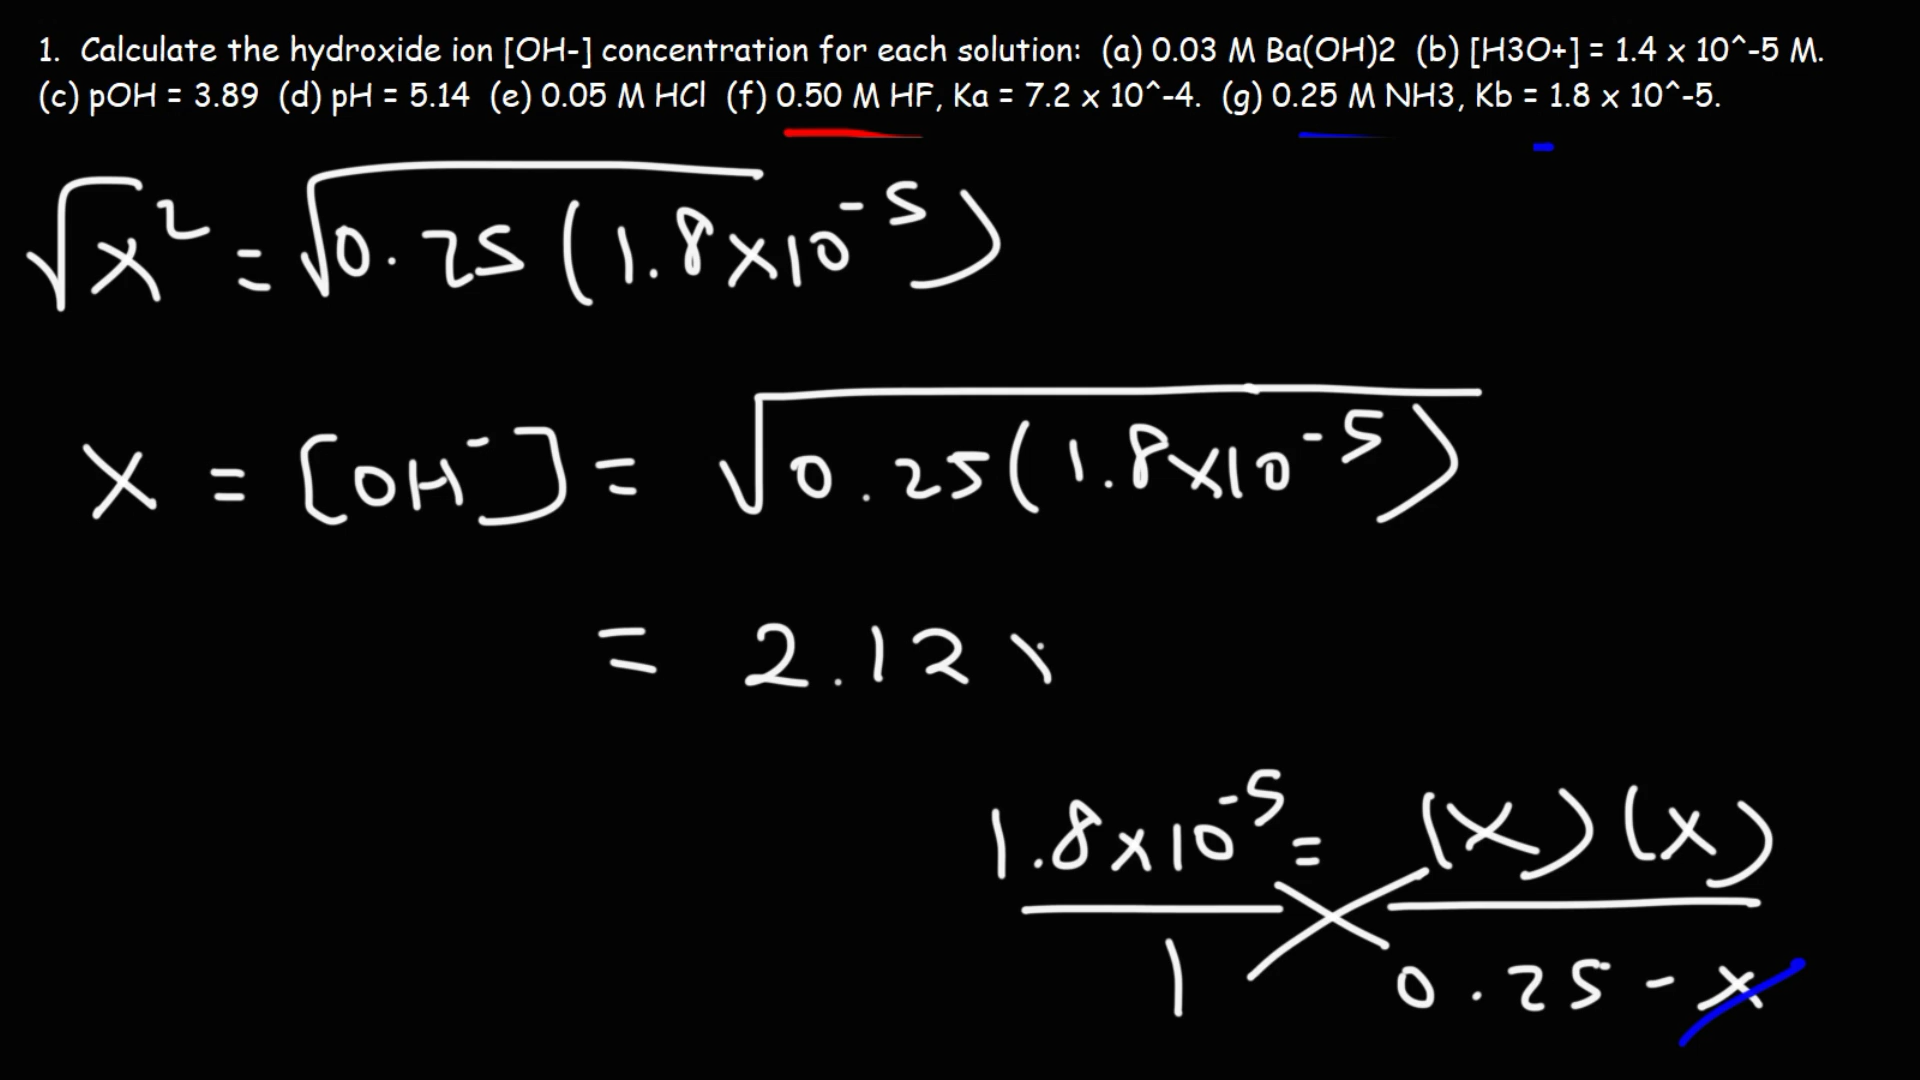 1. Calculate the hydroxide ion [OH-] concentration for each solution: (a) 0.03 M Ba(OH)2 (b) [H3O+] = 1.4 x 10^-5 M.
(c) pOH = 3.89 (d) pH = 5.14 (e) 0.05 M HCl (f) 0.50 M HF, Ka = 7.2 x 10^-4. (g) 0.25 M NH3, Kb = 1.8 x 10^-5.
√x² = √0.25 (1.8x10⁻⁵)
x = [OH⁻] = √0.25(1.8x10⁻⁵)
= 2.12 \
1.8x10⁻⁵ = (x)(x)
1 0.25 - x